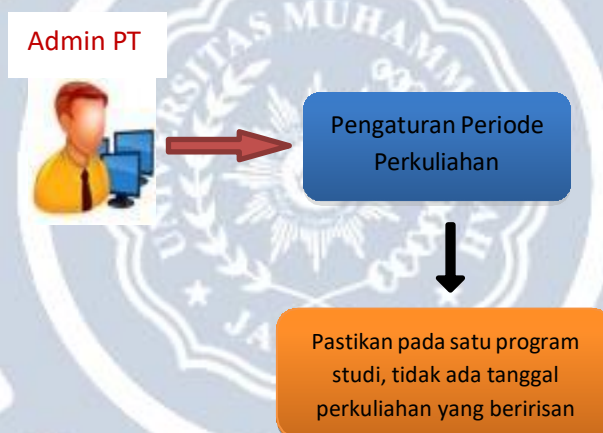 Admin PT
Pengaturan Periode
Perkuliahan
Pastikan pada satu program
studi, tidak ada tanggal
perkuliahan yang beririsan